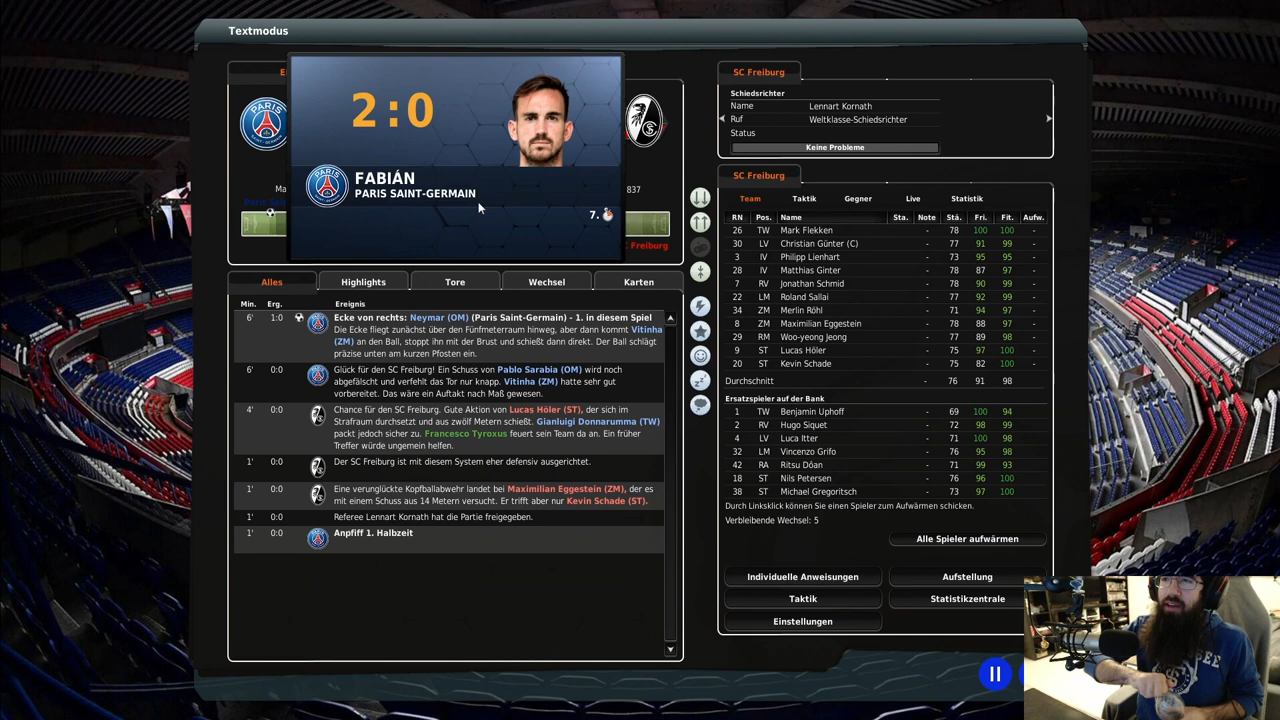 Textmodus
2:0
FABIÁN
PARIS SAINT-GERMAIN
7.
Ma
837
Freiburg
Alles Highlights Tore Wechsel Karten
Min. Erg. Ereignis
6' 1:0 Ecke von rechts: Neymar (OM) (Paris Saint-Germain) - 1. in diesem Spiel
Die Ecke fliegt zunächst über den Fünfmeterraum hinweg, aber dann kommt Vitinha
(ZM) an den Ball, stoppt ihn mit der Brust und schießt dann direkt. Der Ball schlägt
präzise unten am kurzen Pfosten ein.
6' 0:0 Glück für den SC Freiburg! Ein Schuss von Pablo Sarabia (OM) wird noch
abgefälscht und verfehlt das Tor nur knapp. Vitinha (ZM) hatte sehr gut
vorbereitet. Das wäre ein Auftakt nach Maß gewesen.
4' 0:0 Chance für den SC Freiburg. Gute Aktion von Lucas Höler (ST), der sich im
Strafraum durchsetzt und aus zwölf Metern schießt. Gianluigi Donnarumma (TW)
packt jedoch sicher zu. Francesco Tyroxus feuert sein Team da an. Ein früher
Treffer würde ungemein helfen.
1' 0:0 Der SC Freiburg ist mit diesem System eher defensiv ausgerichtet.
1' 0:0 Eine verunglückte Kopfballabwehr landet bei Maximilian Eggestein (ZM), der es
mit einem Schuss aus 14 Metern versucht. Er trifft aber nur Kevin Schade (ST).
1' 0:0 Referee Lennart Kornath hat die Partie freigegeben.
1' 0:0 Anpfiff 1. Halbzeit
SC Freiburg
Schiedsrichter
Name Lennart Kornath
Ruf Weltklasse-Schiedsrichter
Status
Keine Probleme
SC Freiburg
Team Taktik Gegner Live Statistik
RN Pos. Name Sta. Note Stä. Fri. Fit. Aufw.
26 TW Mark Flekken - 78 100 100 -
30 LV Christian Günter (C) - 77 91 99 -
3 IV Philipp Lienhart - 73 95 95 -
28 IV Matthias Ginter - 78 87 97 -
7 RV Jonathan Schmid - 78 90 99 -
22 LM Roland Sallai - 77 92 99 -
34 ZM Merlin Röhl - 71 94 97 -
8 ZM Maximilian Eggestein - 78 88 97 -
29 RM Woo-yeong Jeong - 77 89 98 -
9 ST Lucas Höler - 75 97 100 -
20 ST Kevin Schade - 75 82 100 -
Durchschnitt - 76 91 98
Ersatzspieler auf der Bank
1 TW Benjamin Uphoff - 69 100 94 -
2 RV Hugo Siquet - 72 98 99 -
4 LV Luca Itter - 71 100 98 -
32 LM Vincenzo Grifo - 76 95 98 -
42 RA Ritsu Dôan - 71 99 93 -
18 ST Nils Petersen - 76 96 100 -
38 ST Michael Gregoritsch - 73 97 100 -
Durch Linksklick können Sie einen Spieler zum Aufwärmen schicken.
Verbleibende Wechsel: 5
Alle Spieler aufwärmen
Individuelle Anweisungen Aufstellung
Taktik Statistikzentrale
Einstellungen